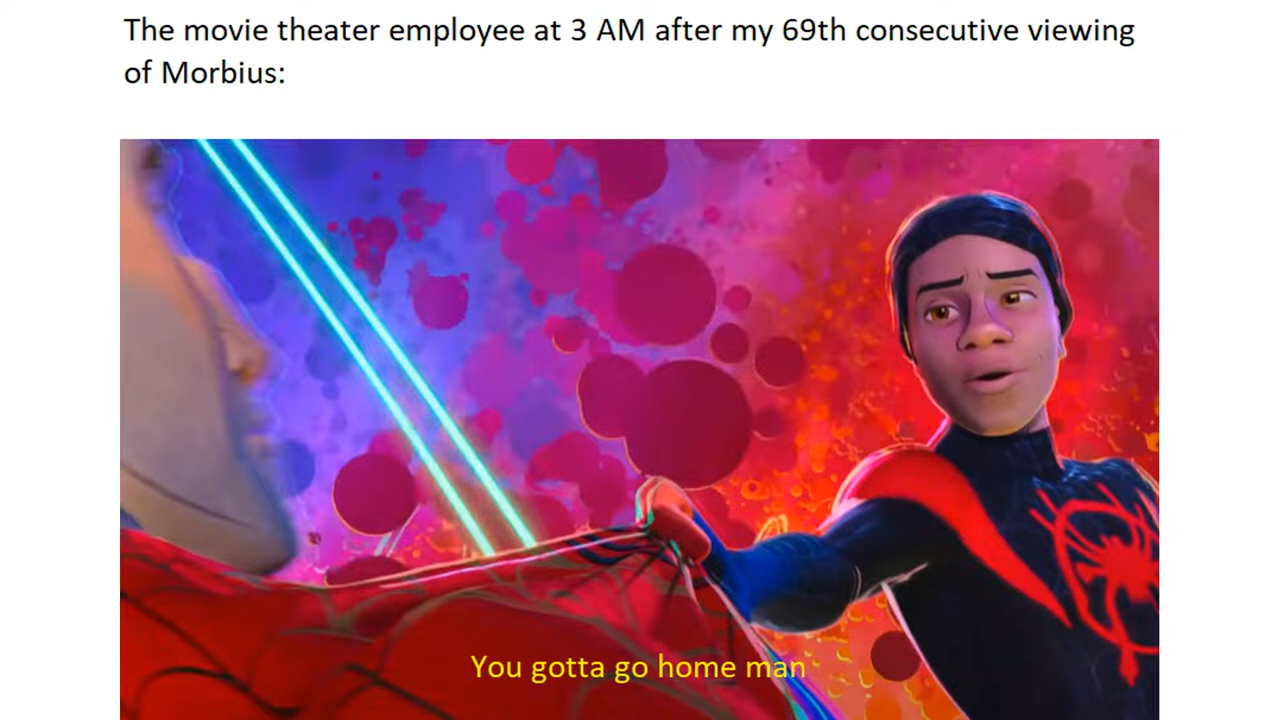 The movie theater employee at 3 AM after my 69th consecutive viewing
of Morbius:
You gotta go home man